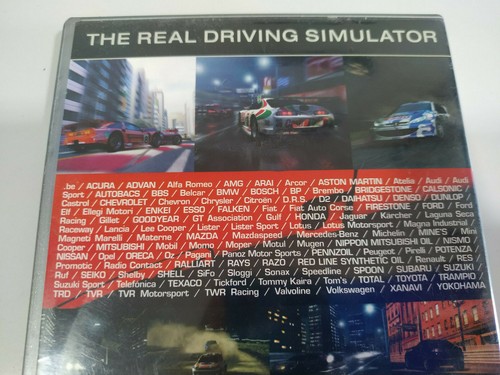 THE REAL DRIVING SIMULATOR
.be / ACURA / ADVAN / Alfa Romeo / AMG / ARAI / Arcor / ASTON MARTIN / Atelia / Audi / Audi
Sport / AUTOBACS / BBS / Belcar / BMW / BOSCH / BP / Brembo / BRIDGESTONE / CALSONIC /
Castrol / CHEVROLET / Chevron / Chrysler / Citroën / D.R.S. / D2 / DAIHATSU / DENSO / DUNLOP /
Elf / Ellegi Motori / ENKEI / ESSO / FALKEN / Fiat / Fiat Auto Corse / FIRESTONE / FORD / Ford
Racing / Gillet / GOODYEAR / GT Association / Gulf / HONDA / Jaguar / Karcher / Laguna Seca
Raceway / Lancia / Lee Cooper / Lister / Lister Sport / Lotus / Lotus Motorsport / Magna Industrial /
Magneti Marelli / Materne / MAZDA / Mazdaspeed / Mercedes-Benz / Michelin / MINE'S / Mini
Cooper / MITSUBISHI / Mobil / Momo / Moper / Motul / Mugen / NIPPON MITSUBISHI OIL / NISMO /
NISSAN / Opel / ORECA / Oz / Pagan / Panoz Motor Sports / PENNZOIL / Peugeot / Pirelli / POTENZA /
Promotic / Radio Contact / RALLIART / RAYS / RAZO / RED LINE SYNTHETIC OIL / Renault / RES /
Ruf / SEIKO / Shelby / SHELL / SiFo / Sloggi / Sonax / Speedline / SPOON / SUBARU / SUZUKI /
Suzuki Sport / Telefónica / TEXACO / Tickford / Tommy Kaira / Tom's / TOTAL / TOYOTA / TRAMPIO /
TRD / TVR / TVR Motorsport / TWR Racing / Valvoline / Volkswagen / XANAVI / YOKOHAMA